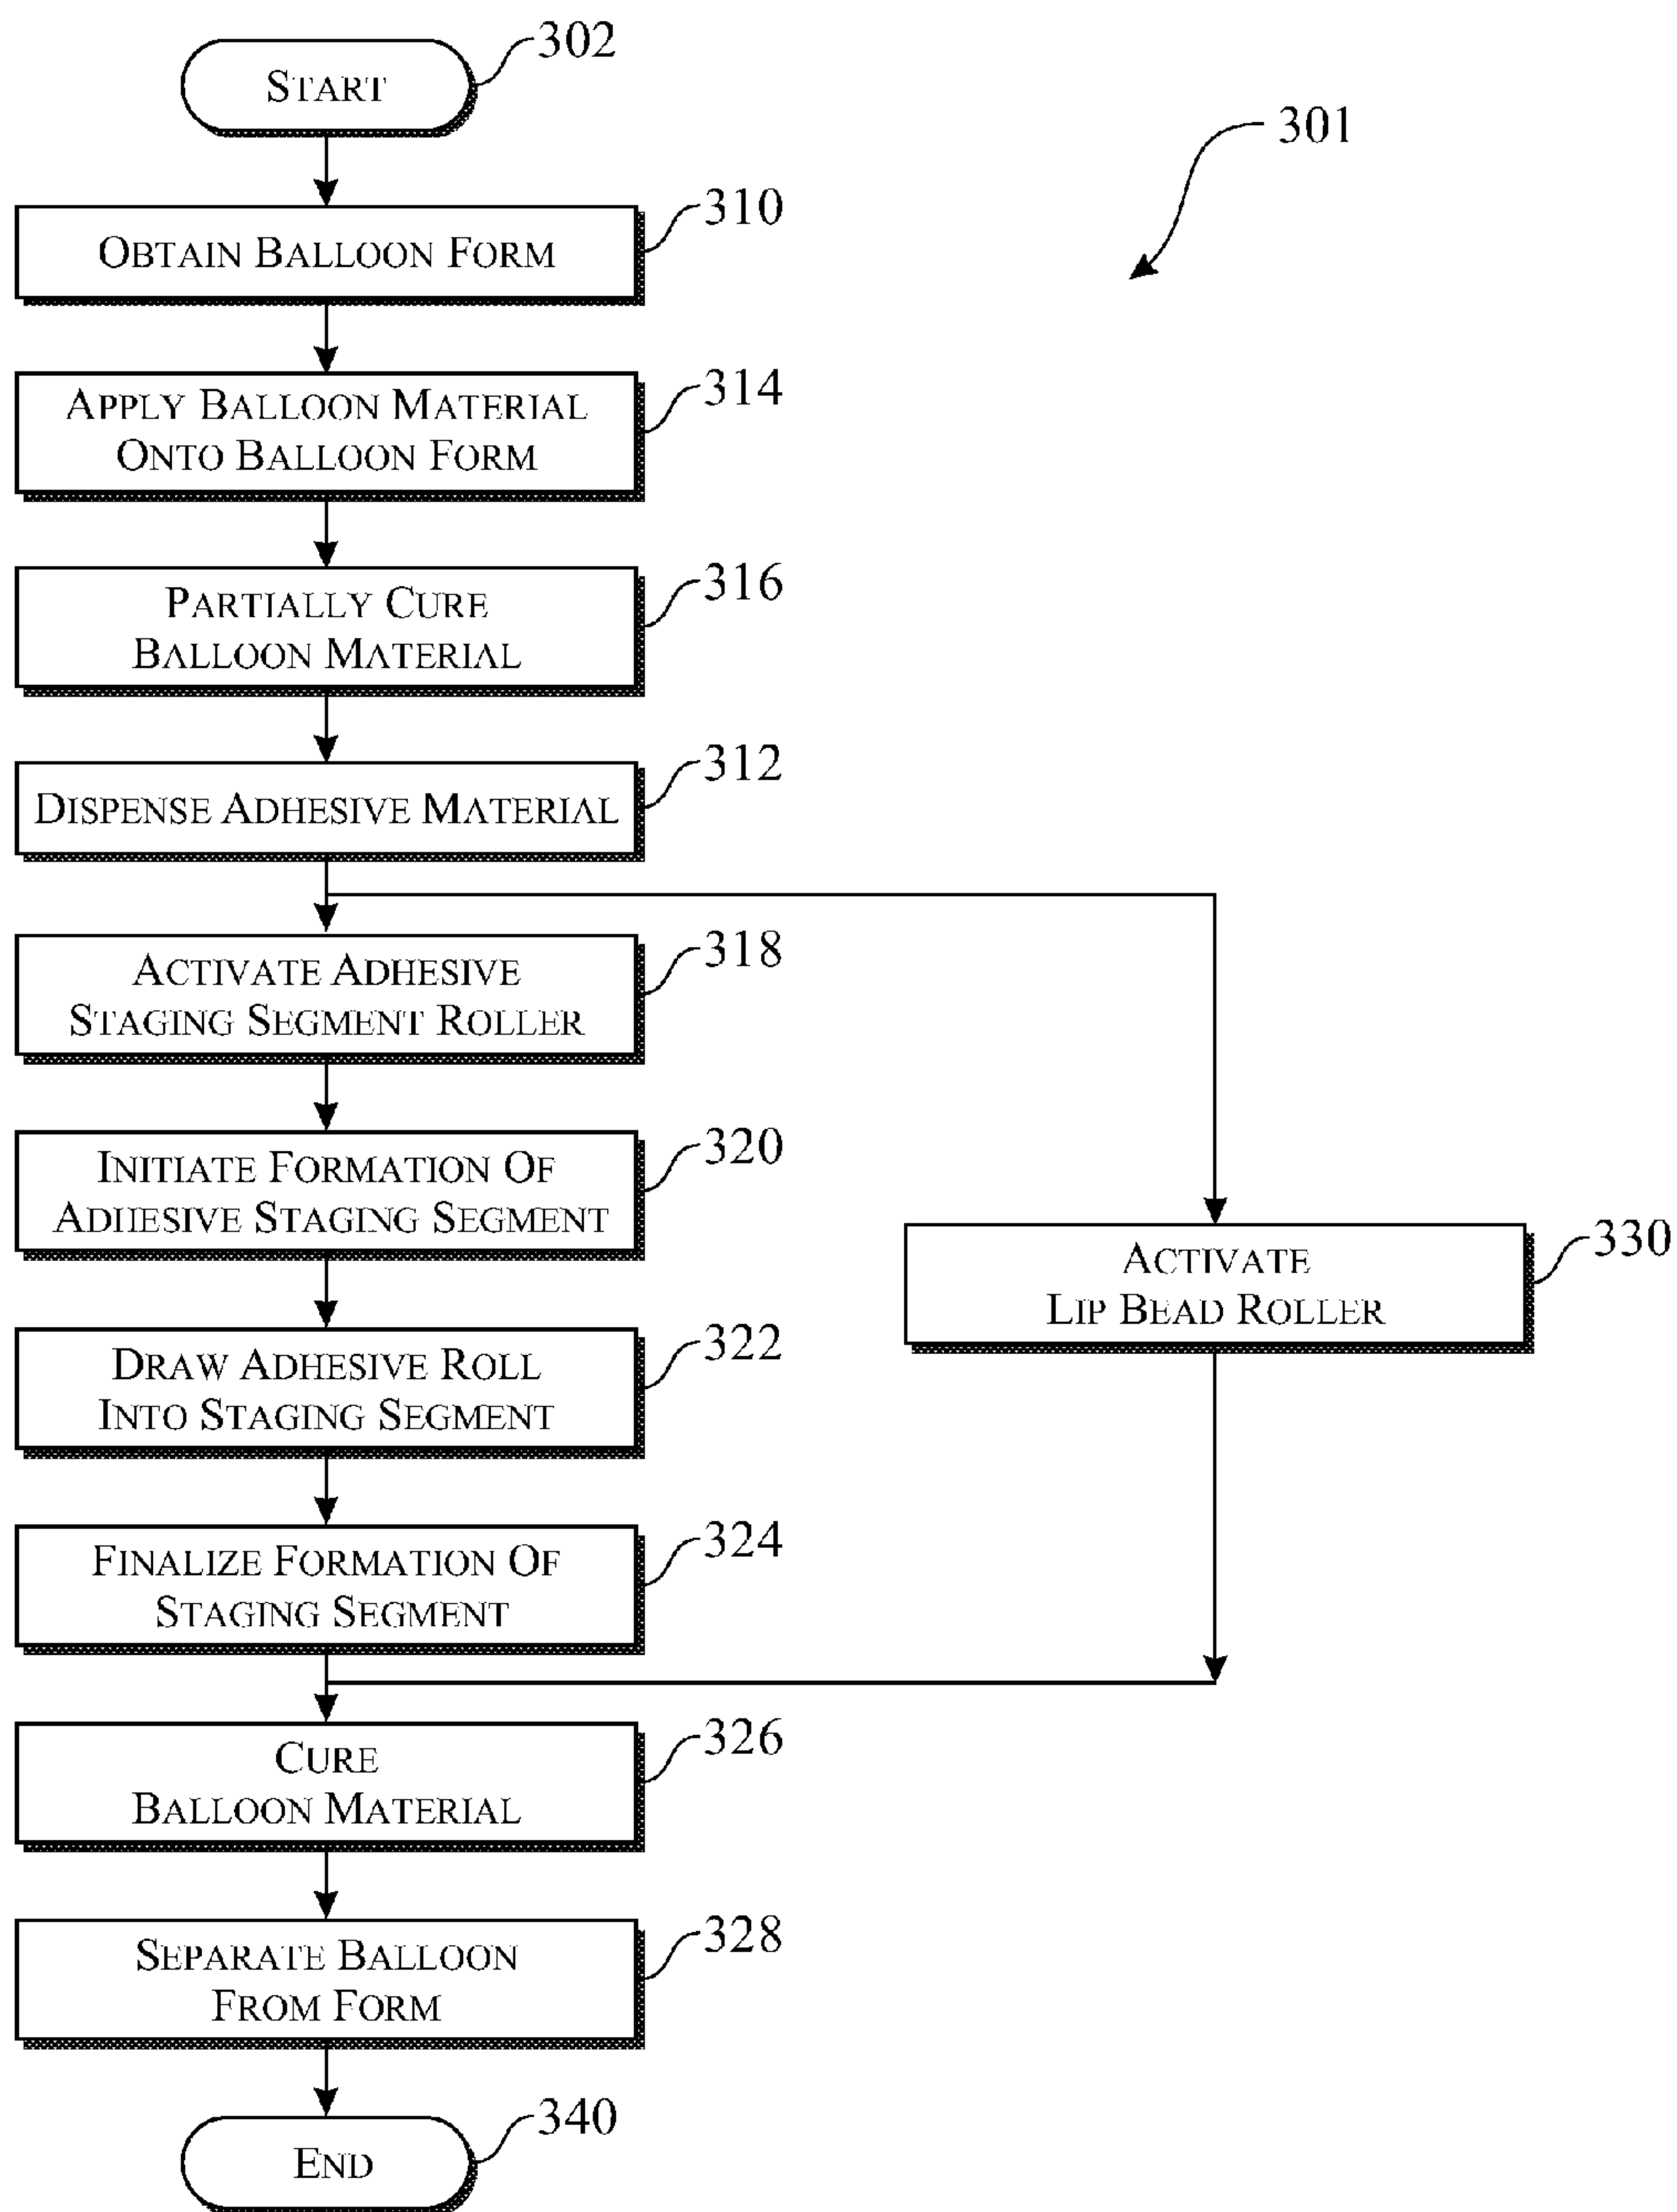 START
302
301
OBTAIN BALLOON FORM
310
APPLY BALLOON MATERIAL
ONTO BALLOON FORM
314
PARTIALLY CURE
BALLOON MATERIAL
316
DISPENSE ADHESIVE MATERIAL
312
ACTIVATE ADHESIVE
STAGING SEGMENT ROLLER
318
INITIATE FORMATION OF
ADHESIVE STAGING SEGMENT
320
ACTIVATE
LIP BEAD ROLLER
330
DRAW ADHESIVE ROLL
INTO STAGING SEGMENT
322
FINALIZE FORMATION OF
STAGING SEGMENT
324
CURE
BALLOON MATERIAL
326
SEPARATE BALLOON
FROM FORM
328
END
340